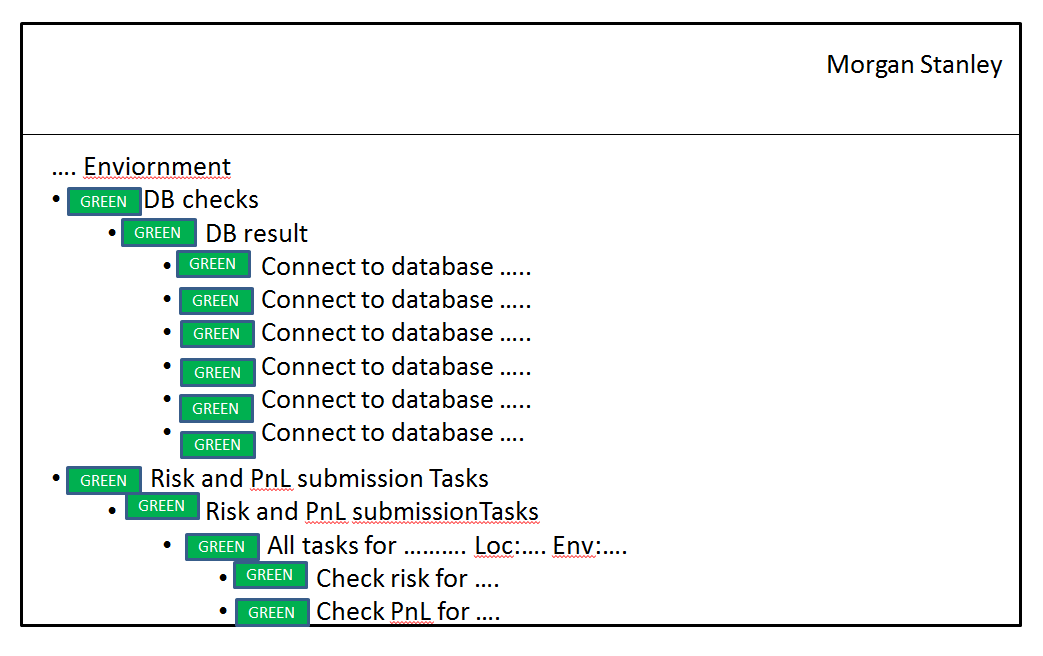 Morgan Stanley
.... Enviornment
• GREEN DB checks
• GREEN DB result
• GREEN Connect to database .....
• GREEN Connect to database .....
• GREEN Connect to database .....
• GREEN Connect to database .....
• GREEN Connect to database .....
• GREEN Connect to database ....
• GREEN Risk and PnL submission Tasks
• GREEN Risk and PnL submissionTasks
• GREEN All tasks for .......... Loc:.... Env:....
• GREEN Check risk for ....
• GREEN Check PnL for ....